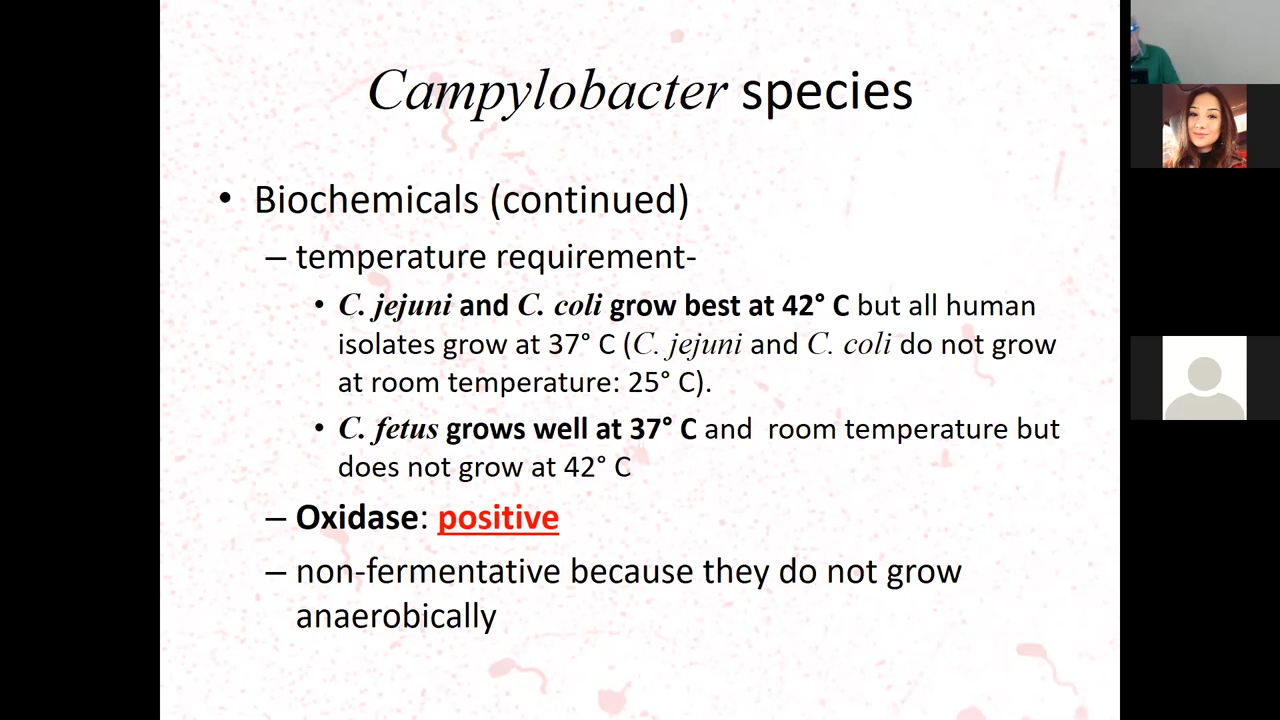 Campylobacter species
• Biochemicals (continued)
– temperature requirement-
• C. jejuni and C. coli grow best at 42° C but all human
isolates grow at 37° C (C. jejuni and C. coli do not grow
at room temperature: 25° C).
• C. fetus grows well at 37° C and  room temperature but
does not grow at 42° C
– Oxidase: positive
– non-fermentative because they do not grow
anaerobically